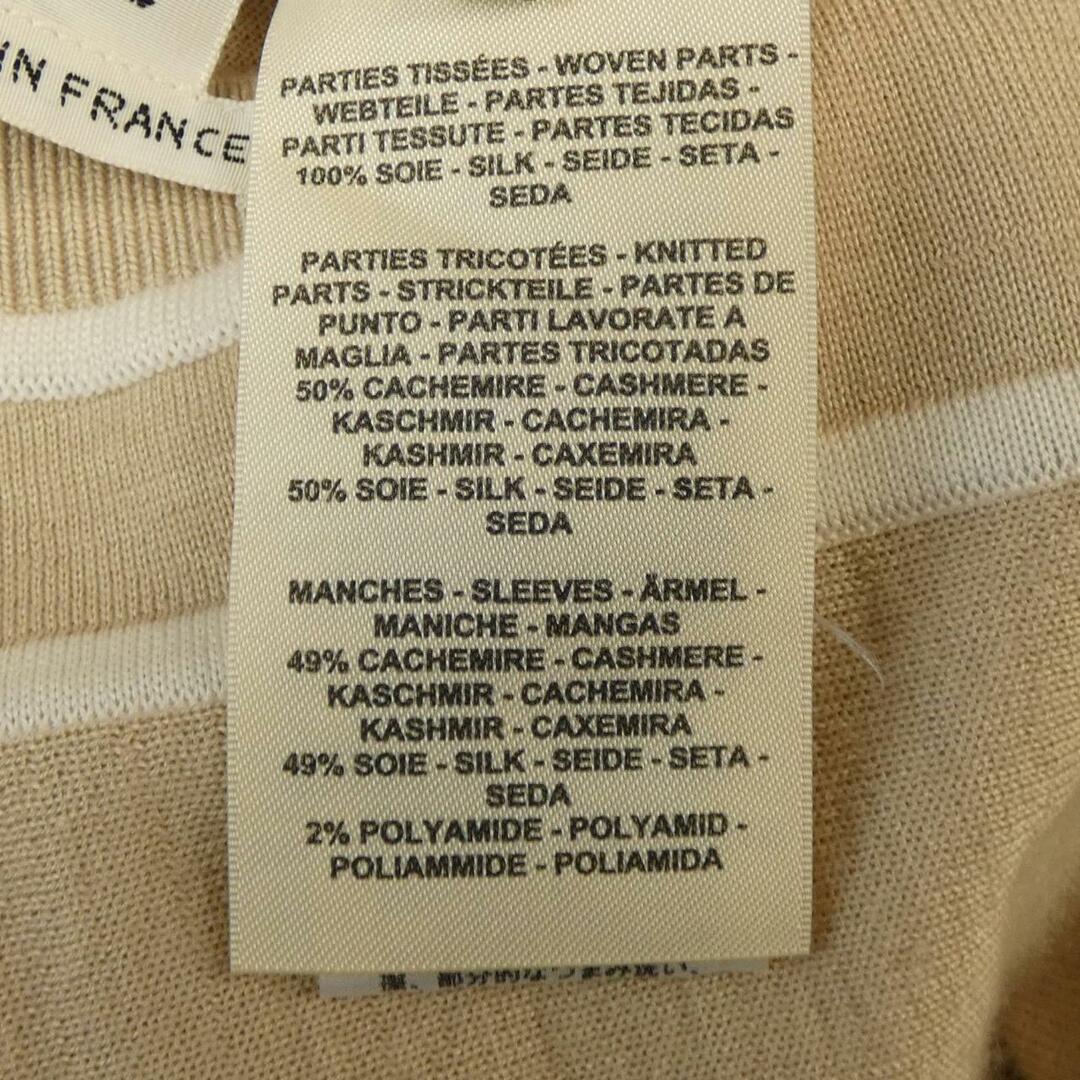 IN FRANCE
PARTIES TISSÉES - WOVEN PARTS -
WEBTEILE - PARTES TEJIDAS -
PARTI TESSUTE - PARTES TECIDAS
100% SOIE - SILK - SEIDE - SETA -
SEDA
PARTIES TRICOTÉES - KNITTED
PARTS - STRICKTEILE - PARTES DE
PUNTO - PARTI LAVORATE A
MAGLIA - PARTES TRICOTADAS
50% CACHEMIRE - CASHMERE -
KASCHMIR - CACHEMIRA -
KASHMIR - CAXEMIRA
50% SOIE - SILK - SEIDE - SETA -
SEDA
MANCHES - SLEEVES - ÄRMEL -
MANICHE - MANGAS
49% CACHEMIRE - CASHMERE -
KASCHMIR - CACHEMIRA -
KASHMIR - CAXEMIRA
49% SOIE - SILK - SEIDE - SETA -
SEDA
2% POLYAMIDE - POLYAMID -
POLIAMMIDE - POLIAMIDA